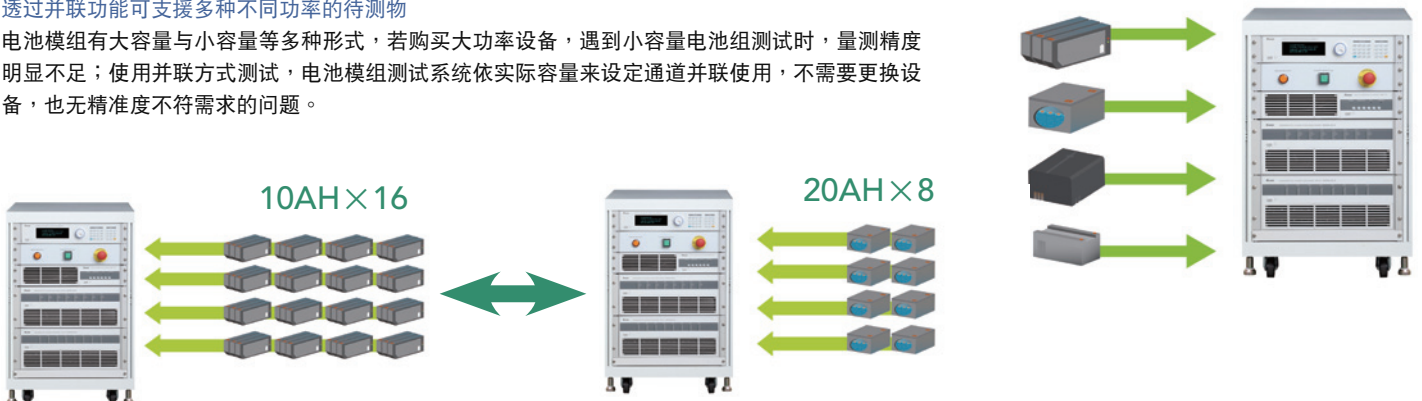 透过并联功能可支援多种不同功率的待测物
电池模组有大容量与小容量等多种形式，若购买大功率设备，遇到小容量电池组测试时，量测精度
明显不足；使用并联方式测试，电池模组测试系统依实际容量来设定通道并联使用，不需要更换设
备，也无精准度不符需求的问题。
10AH×16
20AH×8